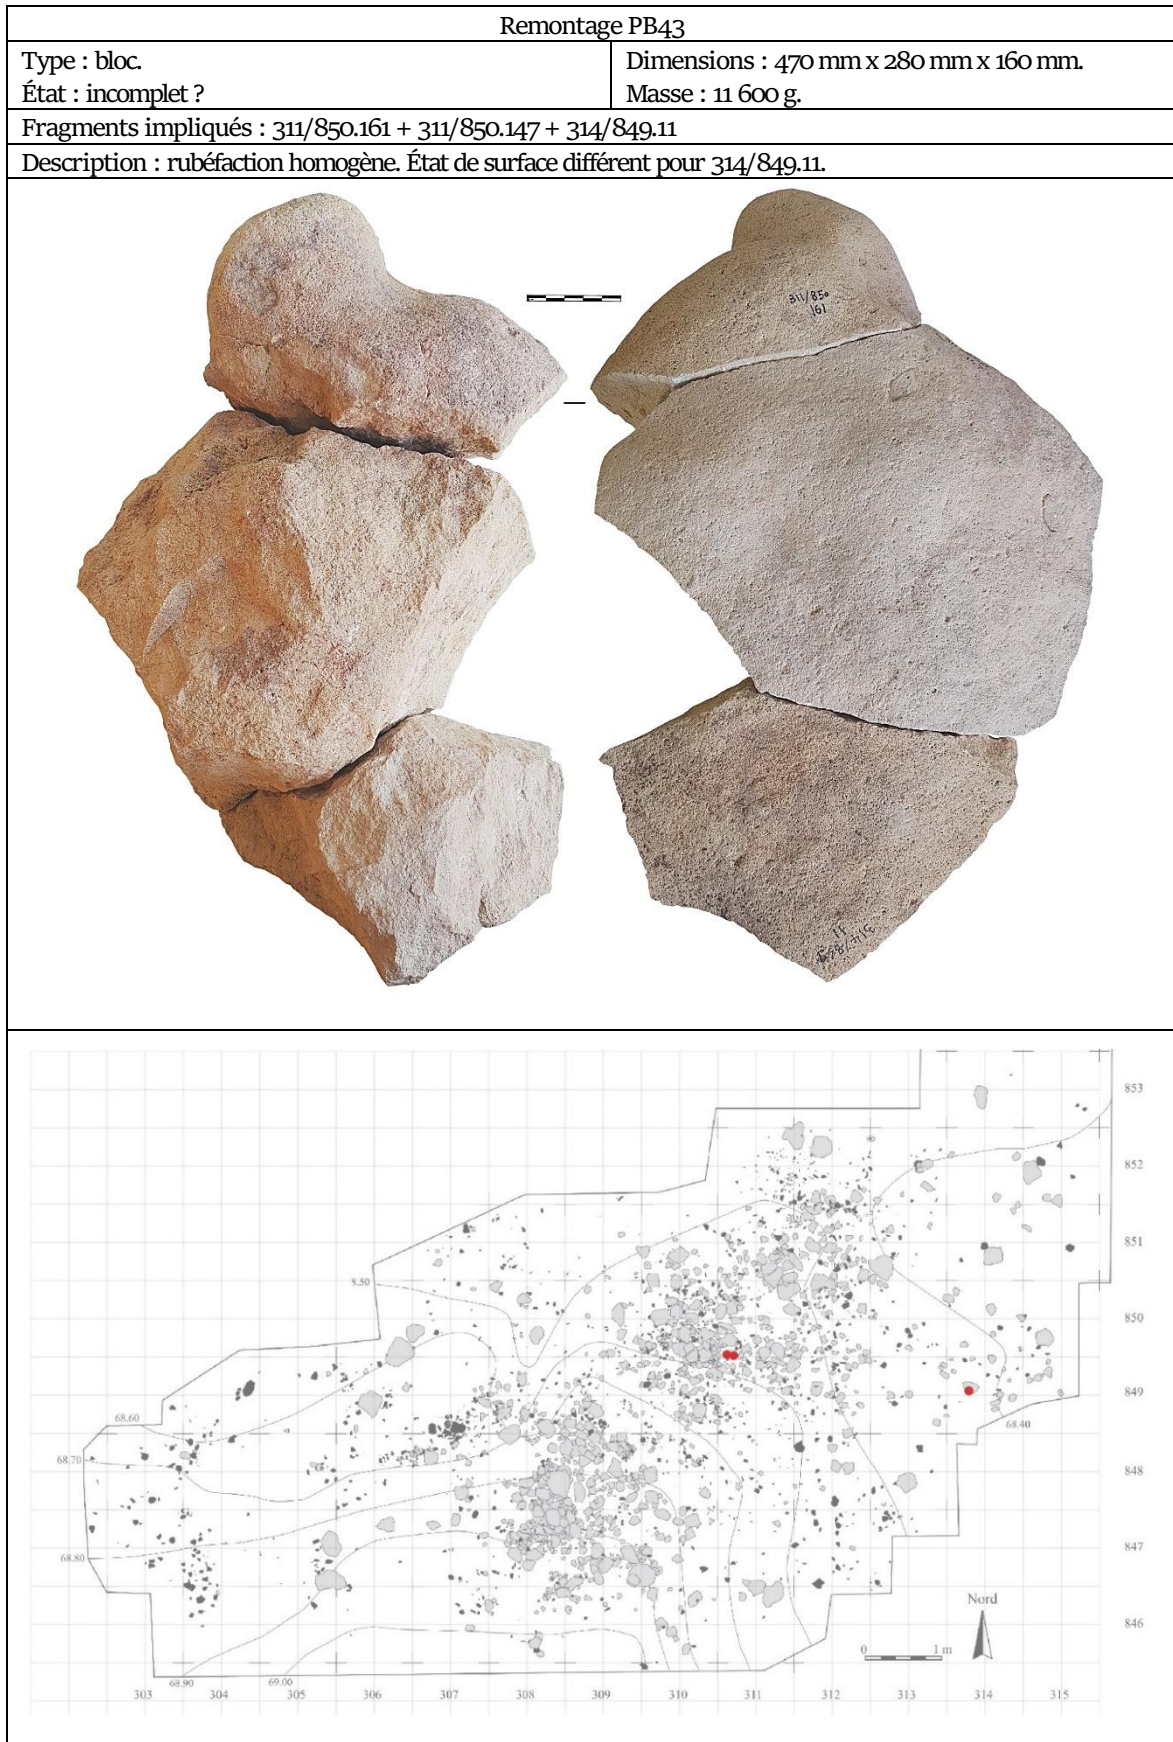 Remontage PB43
Type : bloc.
État : incomplet ?
Dimensions : 470 mm x 280 mm x 160 mm.
Masse : 11 600 g.
Fragments impliqués : 311/850.161 + 311/850.147 + 314/849.11
Description : rubéfaction homogène. État de surface différent pour 314/849.11.
311/850
161
11
853
852
851
8.50
850
849
68.60
68.40
68.70
848
68.80
847
Nord
846
0 1 m
68.90 69.00
303 304 305 306 307 308 309 310 311 312 313 314 315